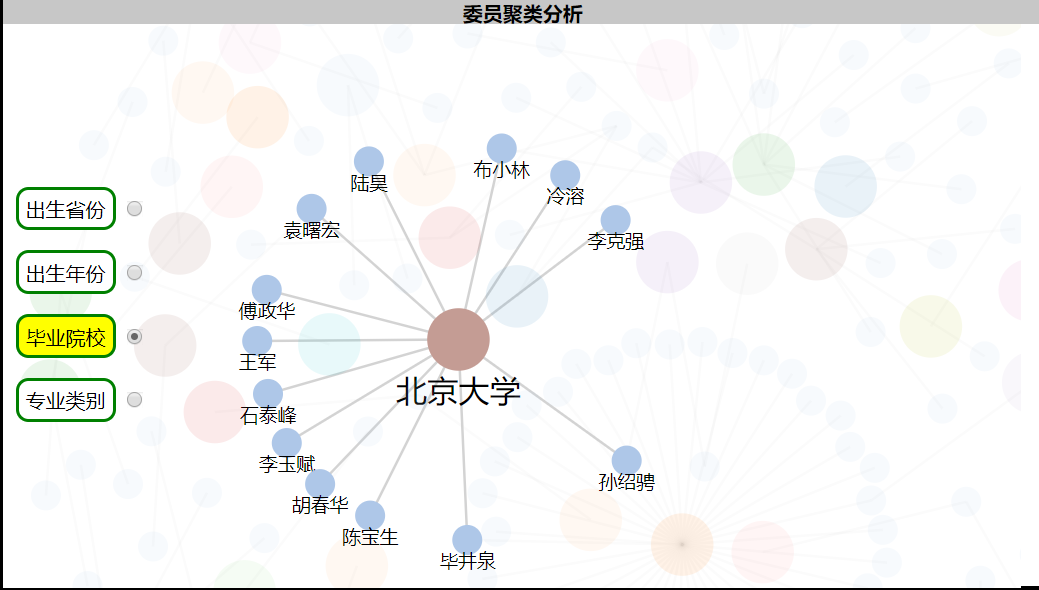 委员聚类分析
陆昊
布小林
冷溶
袁曙宏
李克强
出生省份
出生年份
毕业院校
专业类别
傅政华
王军
石泰峰
北京大学
李玉赋
胡春华
陈宝生
毕井泉
孙绍骋